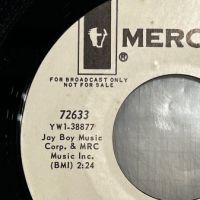 MERC
®
FOR BROADCAST ONLY
NOT FOR SALE
72633
YW1-38877
Jay Boy Music
Corp. & MRC
Music Inc.
(BMI) 2:24